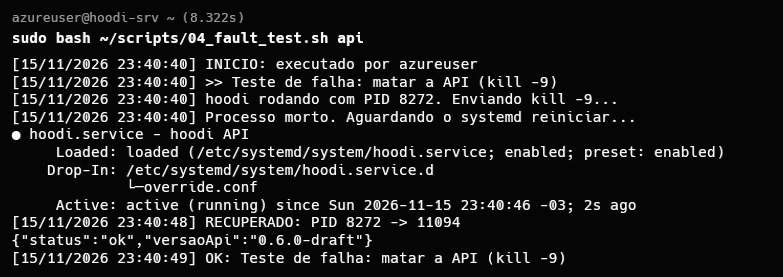 azureuser@hoodi-srv ~ (8.322s)
sudo bash ~/scripts/04_fault_test.sh api
[15/11/2026 23:40:40] INICIO: executado por azureuser
[15/11/2026 23:40:40] >> Teste de falha: matar a API (kill -9)
[15/11/2026 23:40:40] hoodi rodando com PID 8272. Enviando kill -9...
[15/11/2026 23:40:40] Processo morto. Aguardando o systemd reiniciar...
● hoodi.service - hoodi API
     Loaded: loaded (/etc/systemd/system/hoodi.service; enabled; preset: enabled)
    Drop-In: /etc/systemd/system/hoodi.service.d
             └─override.conf
     Active: active (running) since Sun 2026-11-15 23:40:46 -03; 2s ago
[15/11/2026 23:40:48] RECUPERADO: PID 8272 -> 11094
{"status":"ok","versaoApi":"0.6.0-draft"}
[15/11/2026 23:40:49] OK: Teste de falha: matar a API (kill -9)